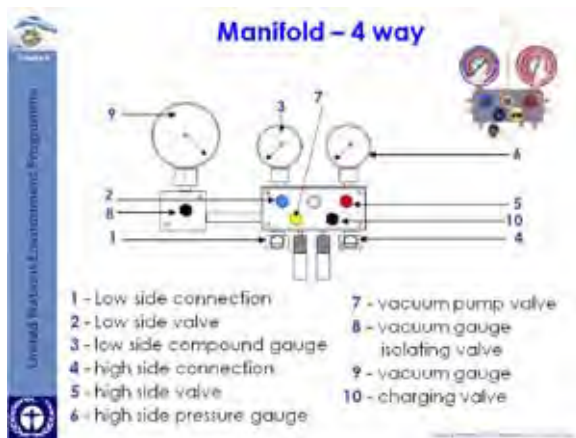 Manifold – 4 way
United Nations Environment Programme
9
3
7
6
2
8
1
5
10
4
1 - Low side connection
2 - Low side valve
3 - low side compound gauge
4 - high side connection
5 - high side valve
6 - high side pressure gauge
7 - vacuum pump valve
8 - vacuum gauge
isolating valve
9 - vacuum gauge
10 - charging valve